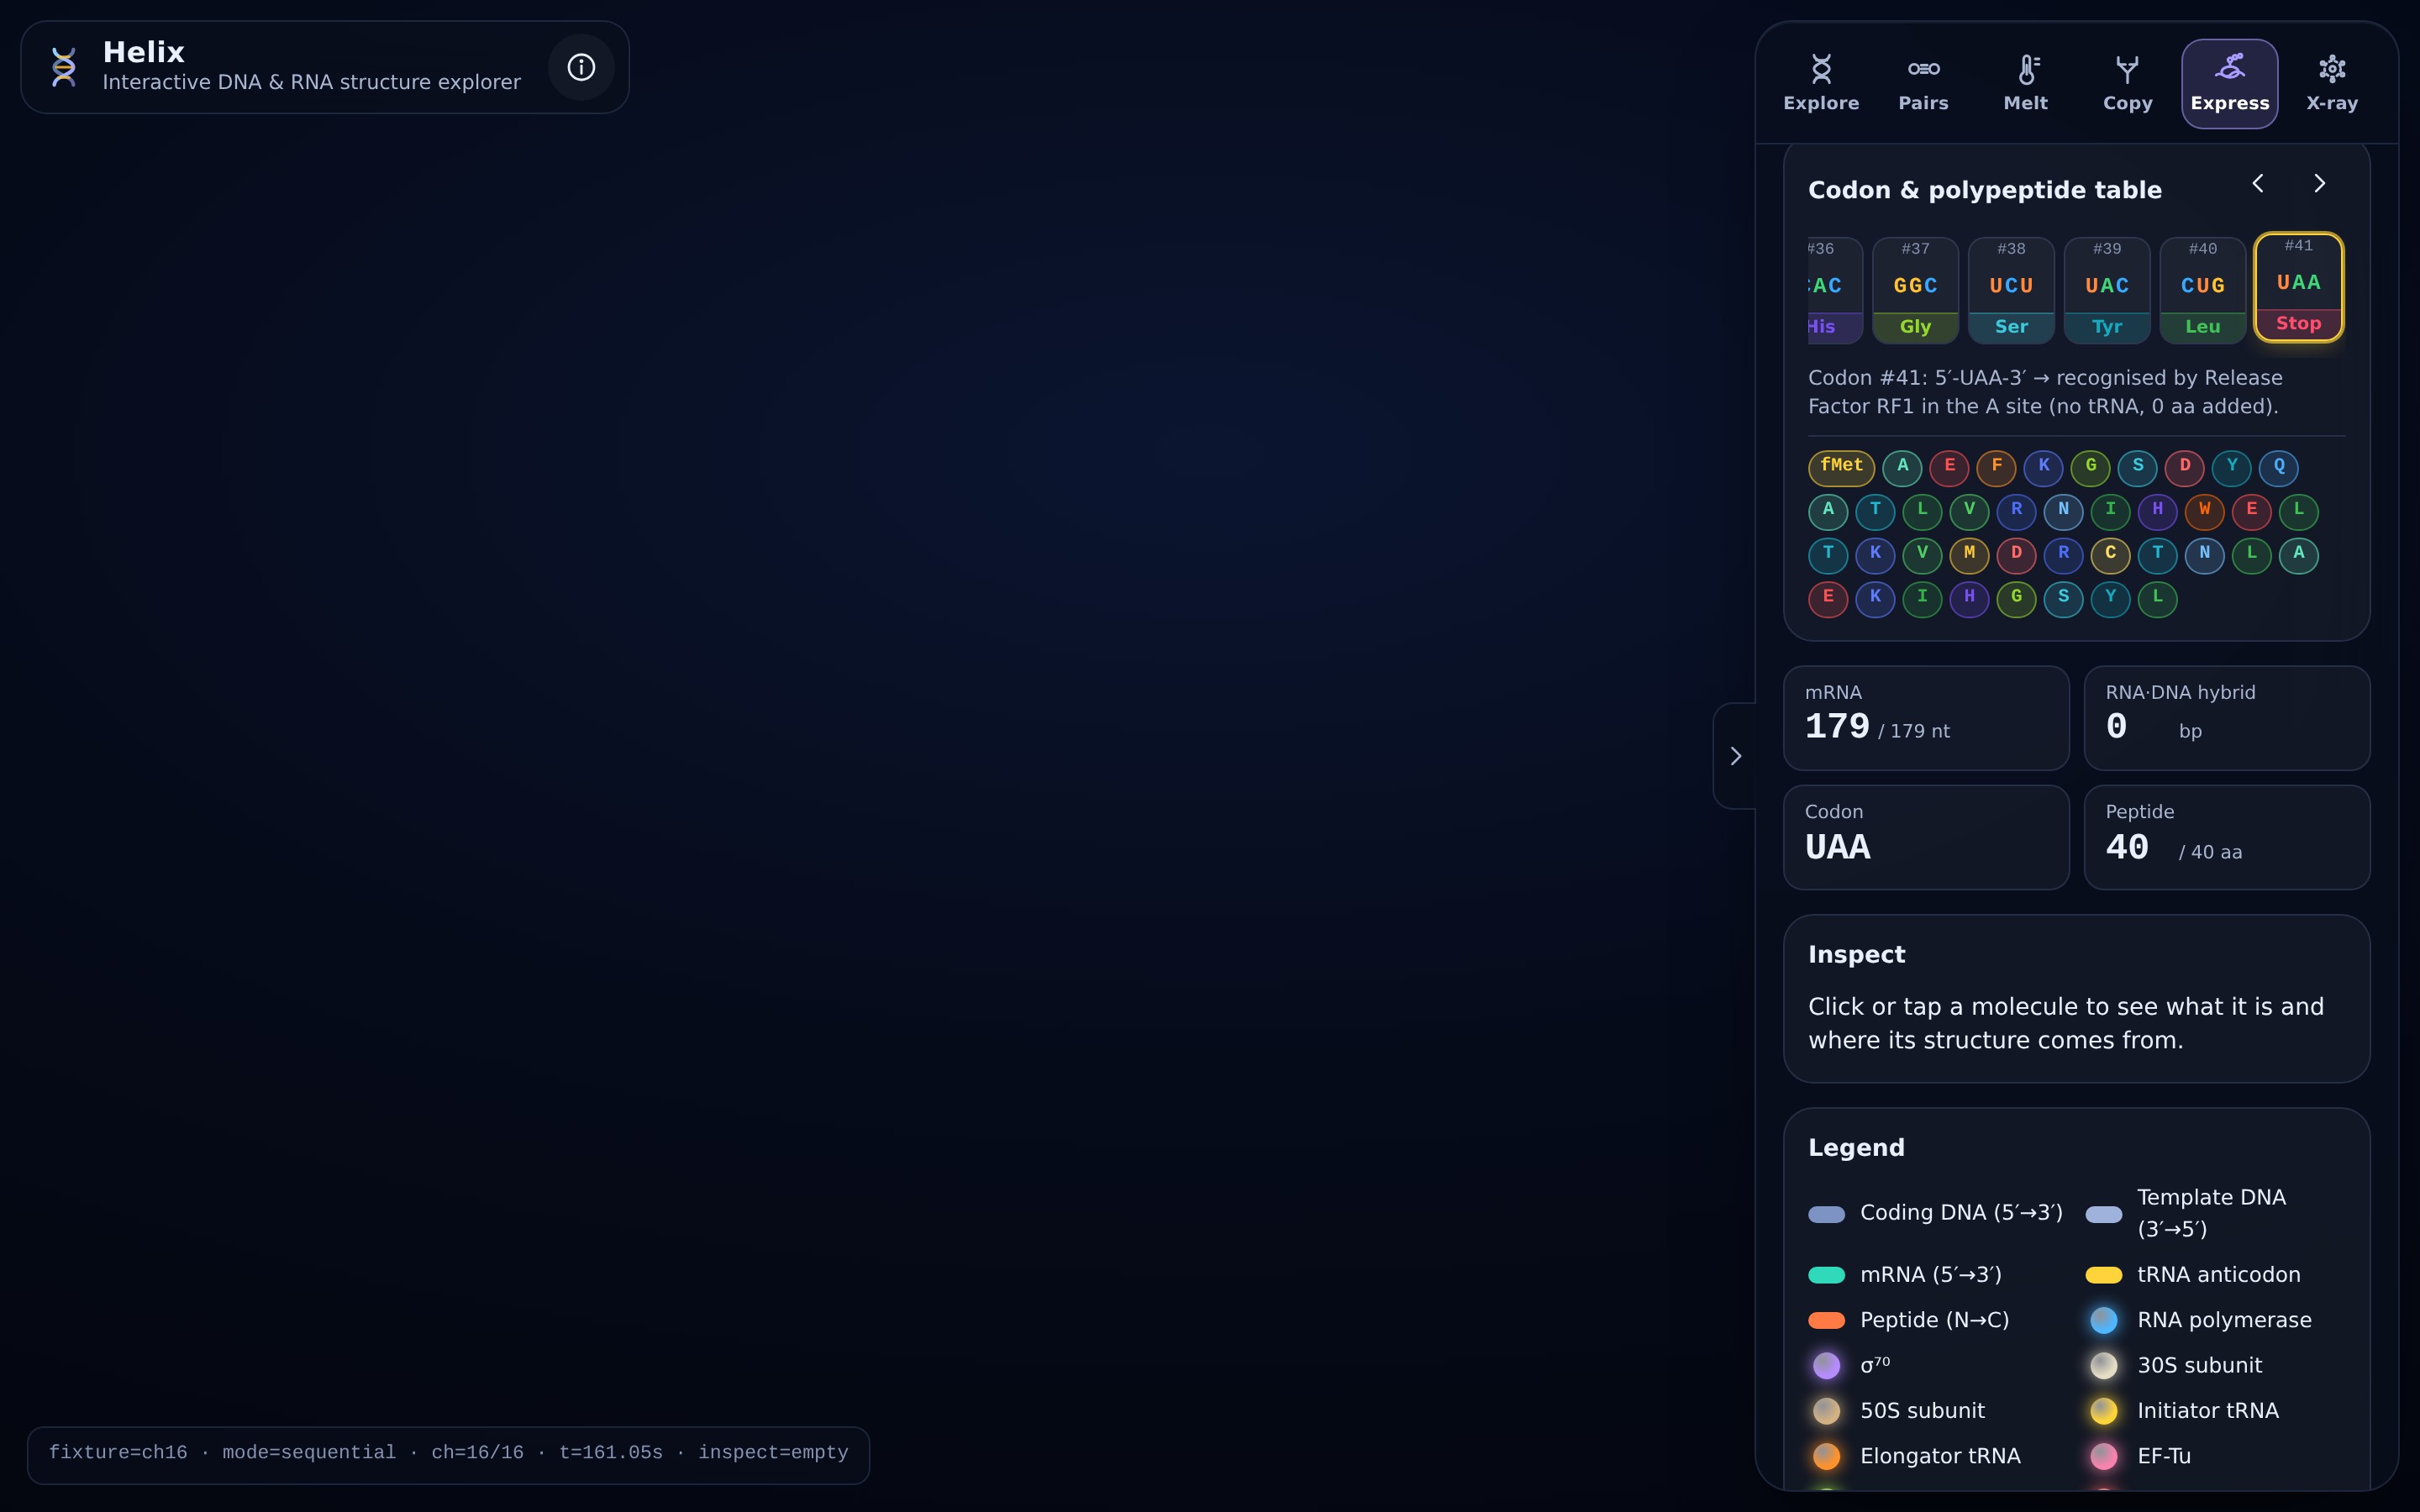 Helix
Interactive DNA & RNA structure explorer
Explore
Pairs
Melt
Copy
Express
X-ray
Codon & polypeptide table
#36
#37
#38
#39
#40
#41
AC
GGC
UCU
UAC
CUG
UAA
His
Gly
Ser
Tyr
Leu
Stop
Codon #41: 5′-UAA-3′ → recognised by Release
Factor RF1 in the A site (no tRNA, 0 aa added).
fMet A E F K G S D Y Q
A T L V R N I H W E L
T K V M D R C T N L A
E K I H G S Y L
mRNA
179 / 179 nt
RNA·DNA hybrid
0 bp
Codon
UAA
Peptide
40 / 40 aa
Inspect
Click or tap a molecule to see what it is and
where its structure comes from.
Legend
Coding DNA (5′→3′)
Template DNA
(3′→5′)
mRNA (5′→3′)
tRNA anticodon
Peptide (N→C)
RNA polymerase
σ⁷⁰
30S subunit
50S subunit
Initiator tRNA
Elongator tRNA
EF-Tu
fixture=ch16 · mode=sequential · ch=16/16 · t=161.05s · inspect=empty